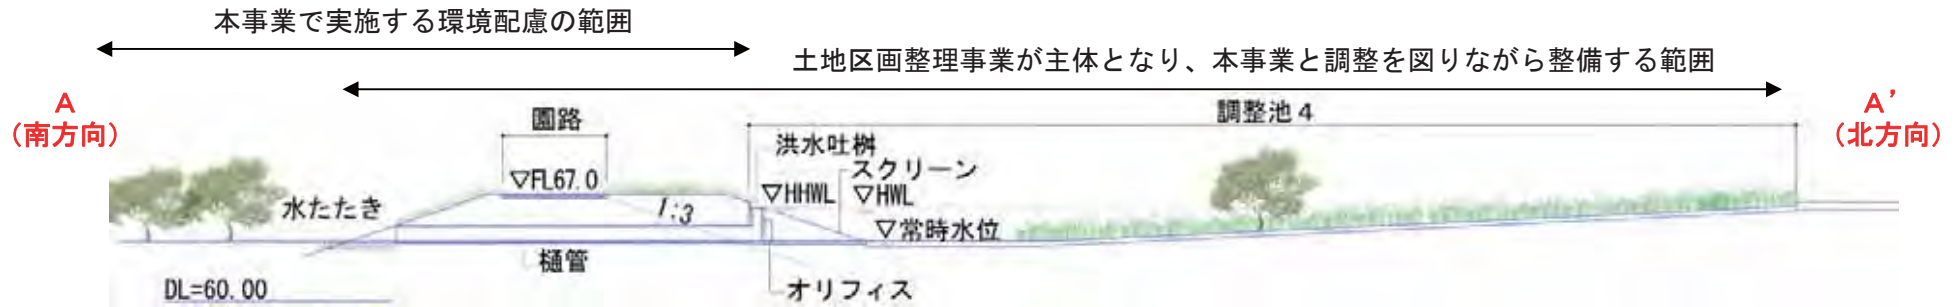 本事業で実施する環境配慮の範囲
土地区画整理事業が主体となり、本事業と調整を図りながら整備する範囲
A
(南方向)
A'
(北方向)
園路
調整池4
洪水吐桝
スクリーン
▽FL67.0
▽HHWL
▽HWL
水たたき
1:3
▽常時水位
樋管
オリフィス
DL=60.00